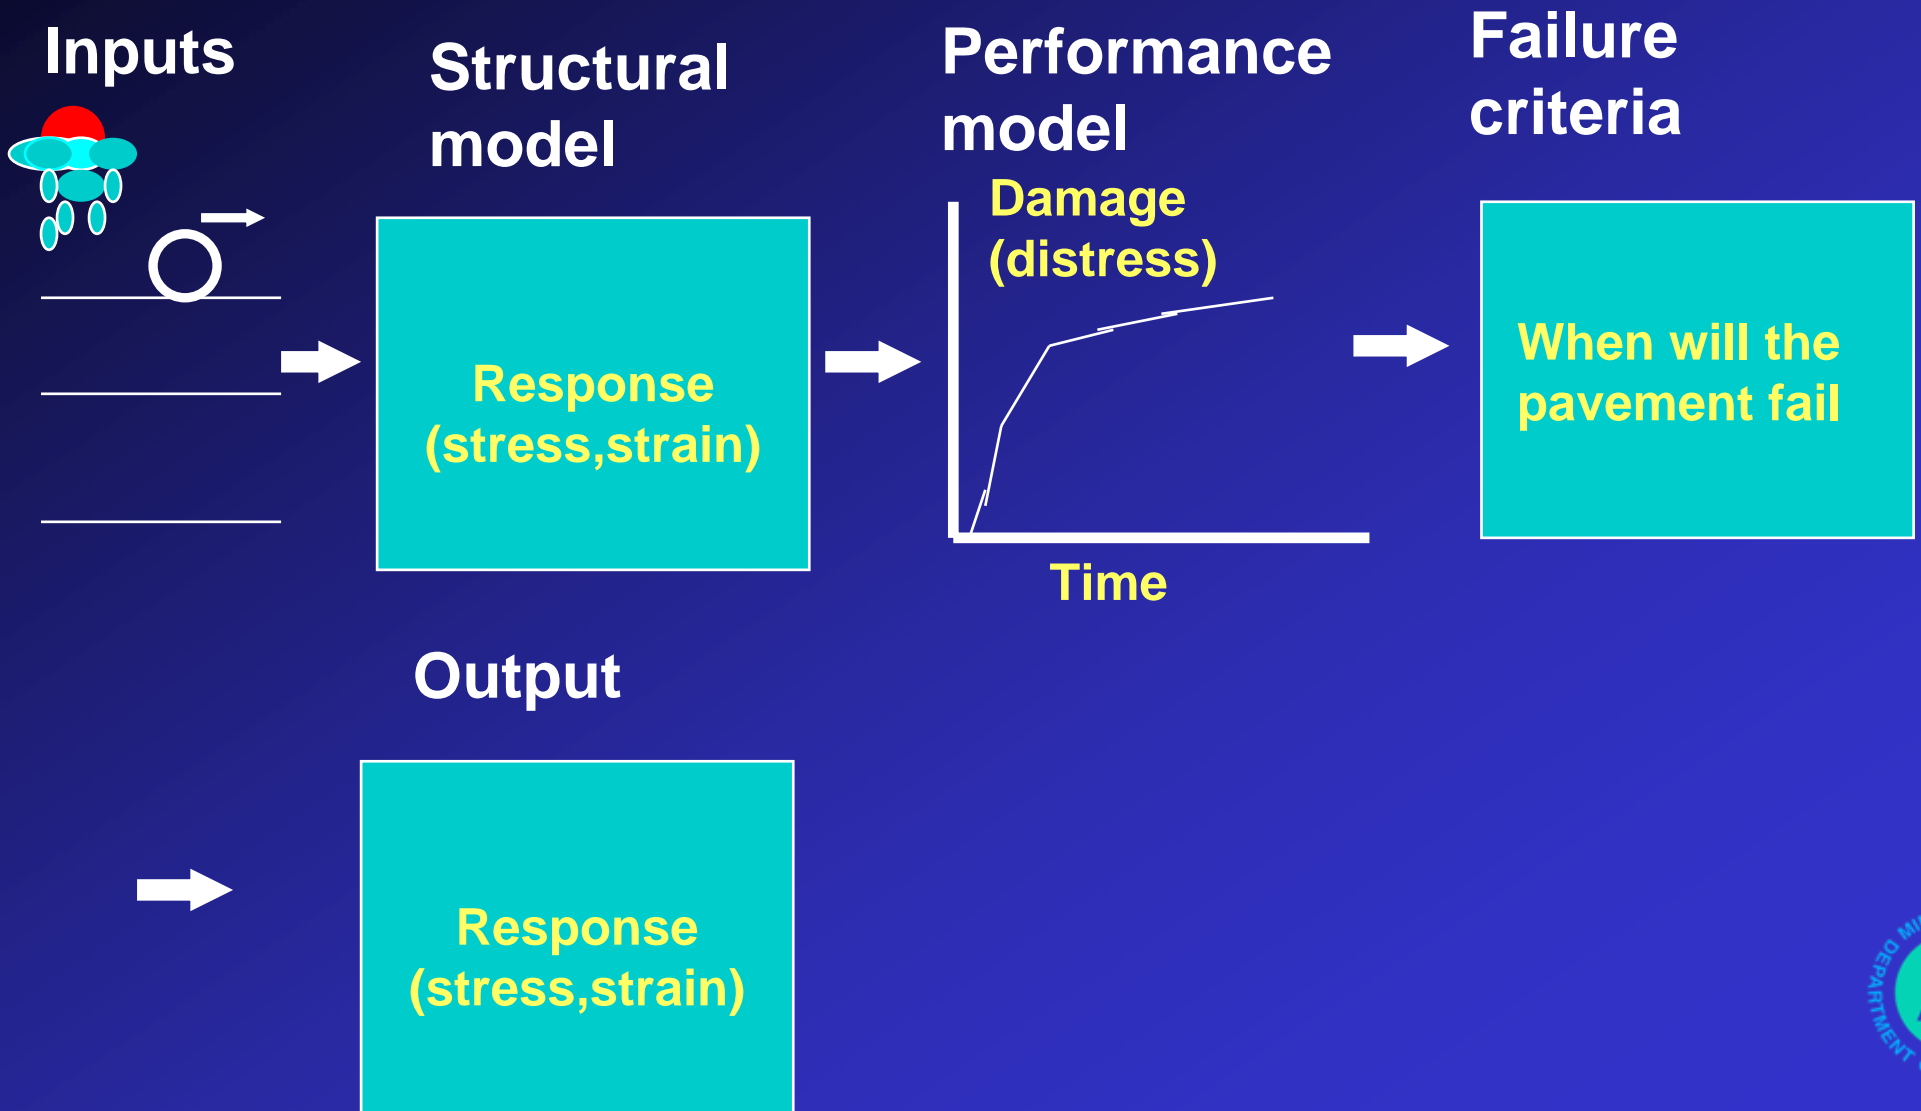 Inputs
Structural
model
Performance
model
Failure
criteria
Damage
(distress)
Response
(stress,strain)
When will the
pavement fail
Time
Output
Response
(stress,strain)
DEPARTMENT